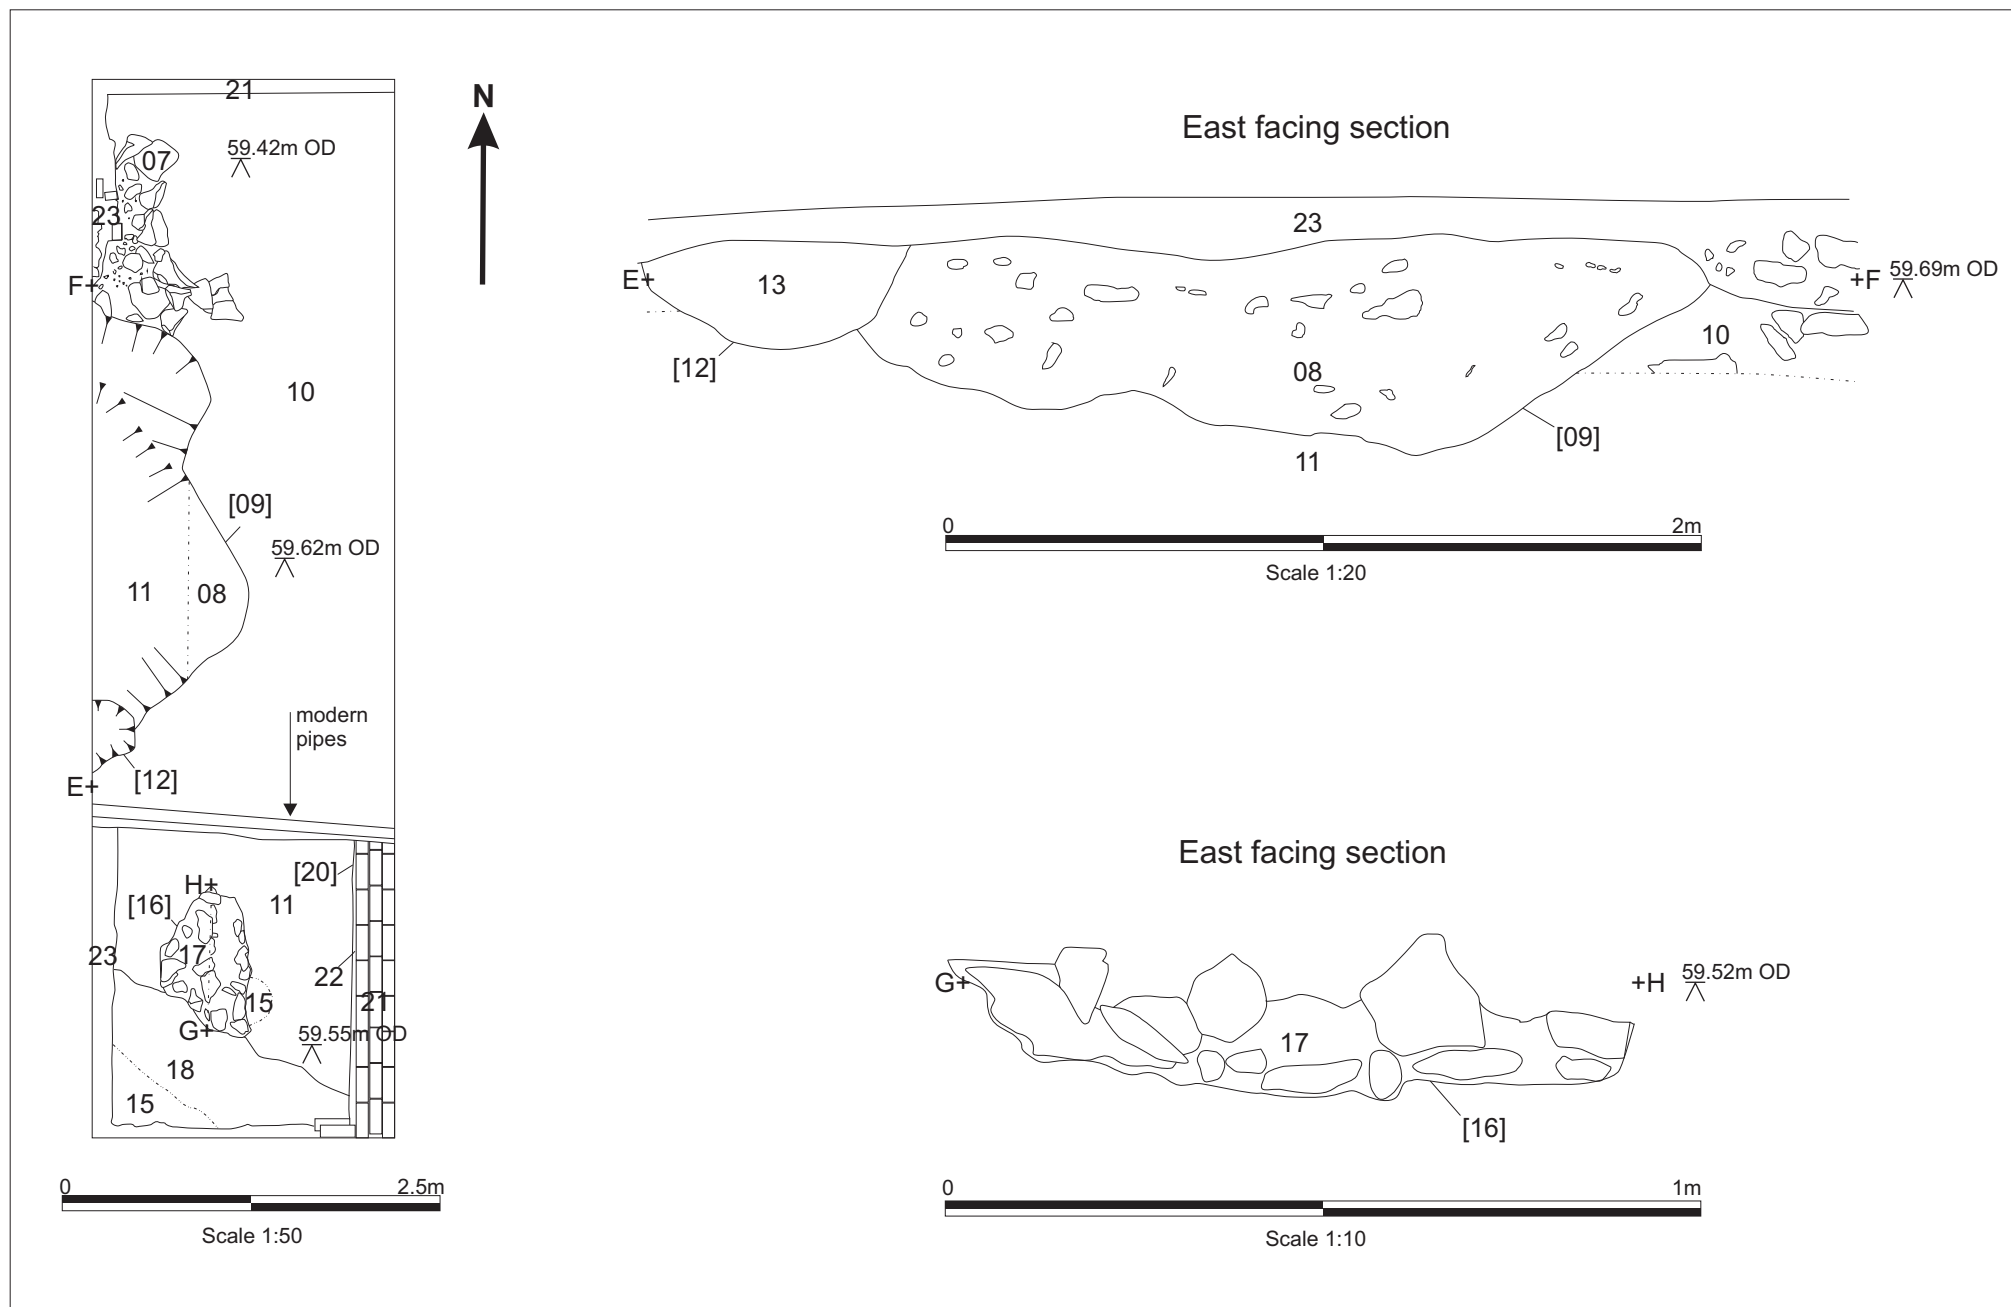 21
N
07
59.42m OD
23
F+
10
[09]
59.62m OD
11
08
modern
pipes
[12]
E+
[20]
H+
[16]
11
17
23
22
15
21
G+
59.55m OD
18
15
0
2.5m
Scale 1:50
East facing section
23
E+
13
+F
59.69m OD
10
[12]
08
[09]
11
0
2m
Scale 1:20
East facing section
G+
+H
59.52m OD
17
[16]
0
1m
Scale 1:10